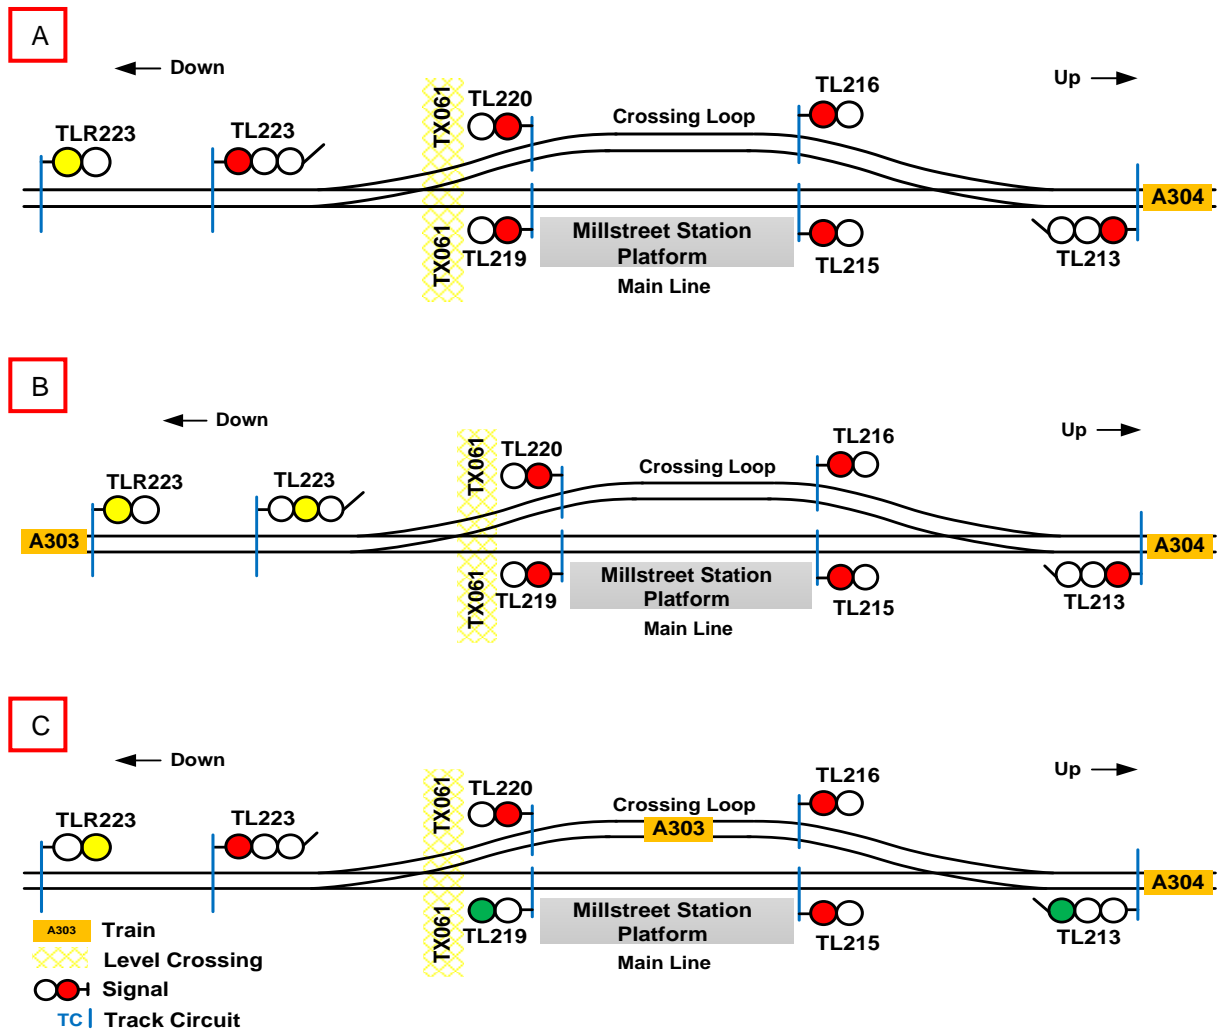 A
Down
Up
TX061
TL220
TL216
TLR223
TL223
Crossing Loop
A304
TX061
TL219
Millstreet Station
Platform
TL215
TL213
Main Line
B
Down
Up
TX061
TL220
TL216
TLR223
TL223
Crossing Loop
A303
A304
TX061
TL219
Millstreet Station
Platform
TL215
TL213
Main Line
C
Down
Up
TX061
TL220
TL216
TLR223
TL223
Crossing Loop
A303
A304
TX061
TL219
Millstreet Station
Platform
TL215
TL213
Main Line
A303 Train
Level Crossing
Signal
TC Track Circuit